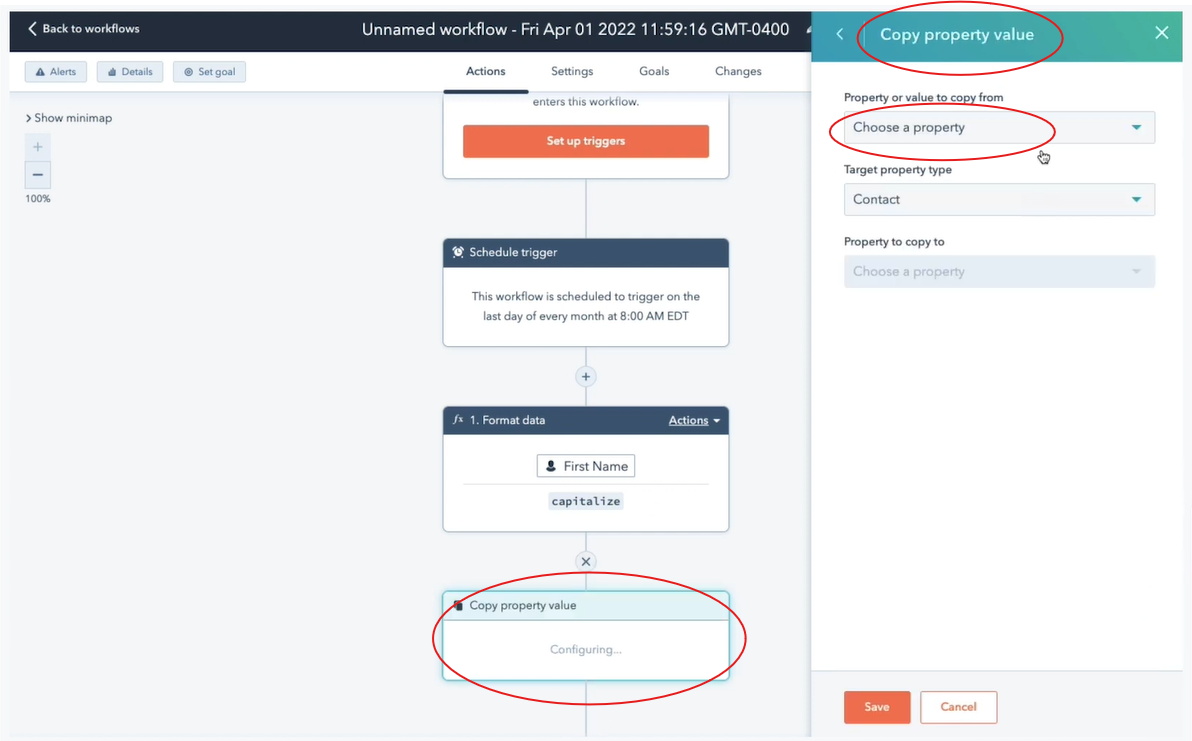 Back to workflows
Unnamed workflow - Fri Apr 01 2022 11:59:16 GMT-0400
Alerts
Details
Set goal
Actions
Settings
Goals
Changes
Show minimap
+
−
100%
enters this workflow.
Set up triggers
Schedule trigger
This workflow is scheduled to trigger on the
last day of every month at 8:00 AM EDT
+
fx 1. Format data
Actions
First Name
capitalize
Copy property value
Configuring...
Copy property value
Property or value to copy from
Choose a property
Target property type
Contact
Property to copy to
Choose a property
Save
Cancel